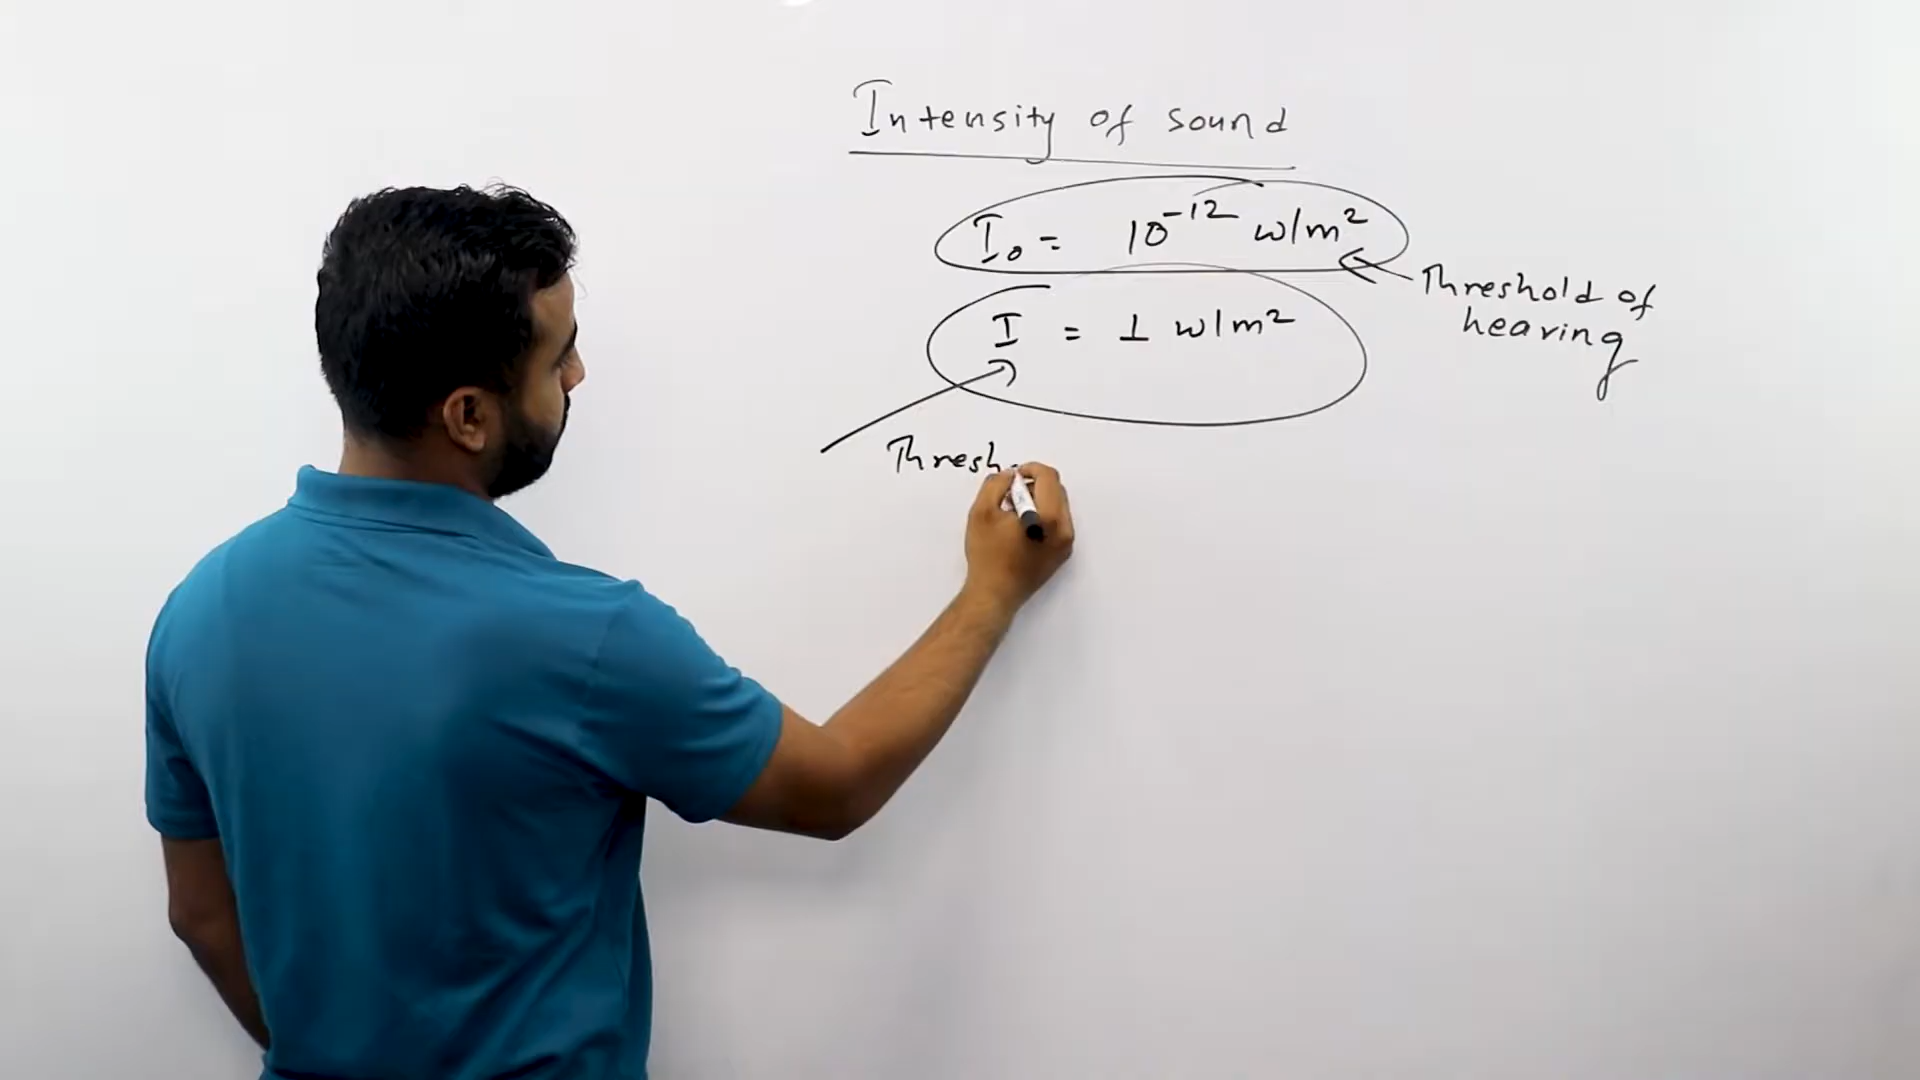 Intensity of sound
I₀ = 10⁻¹² w/m²
Threshold of
hearing
I = 1 w/m²
Thresh